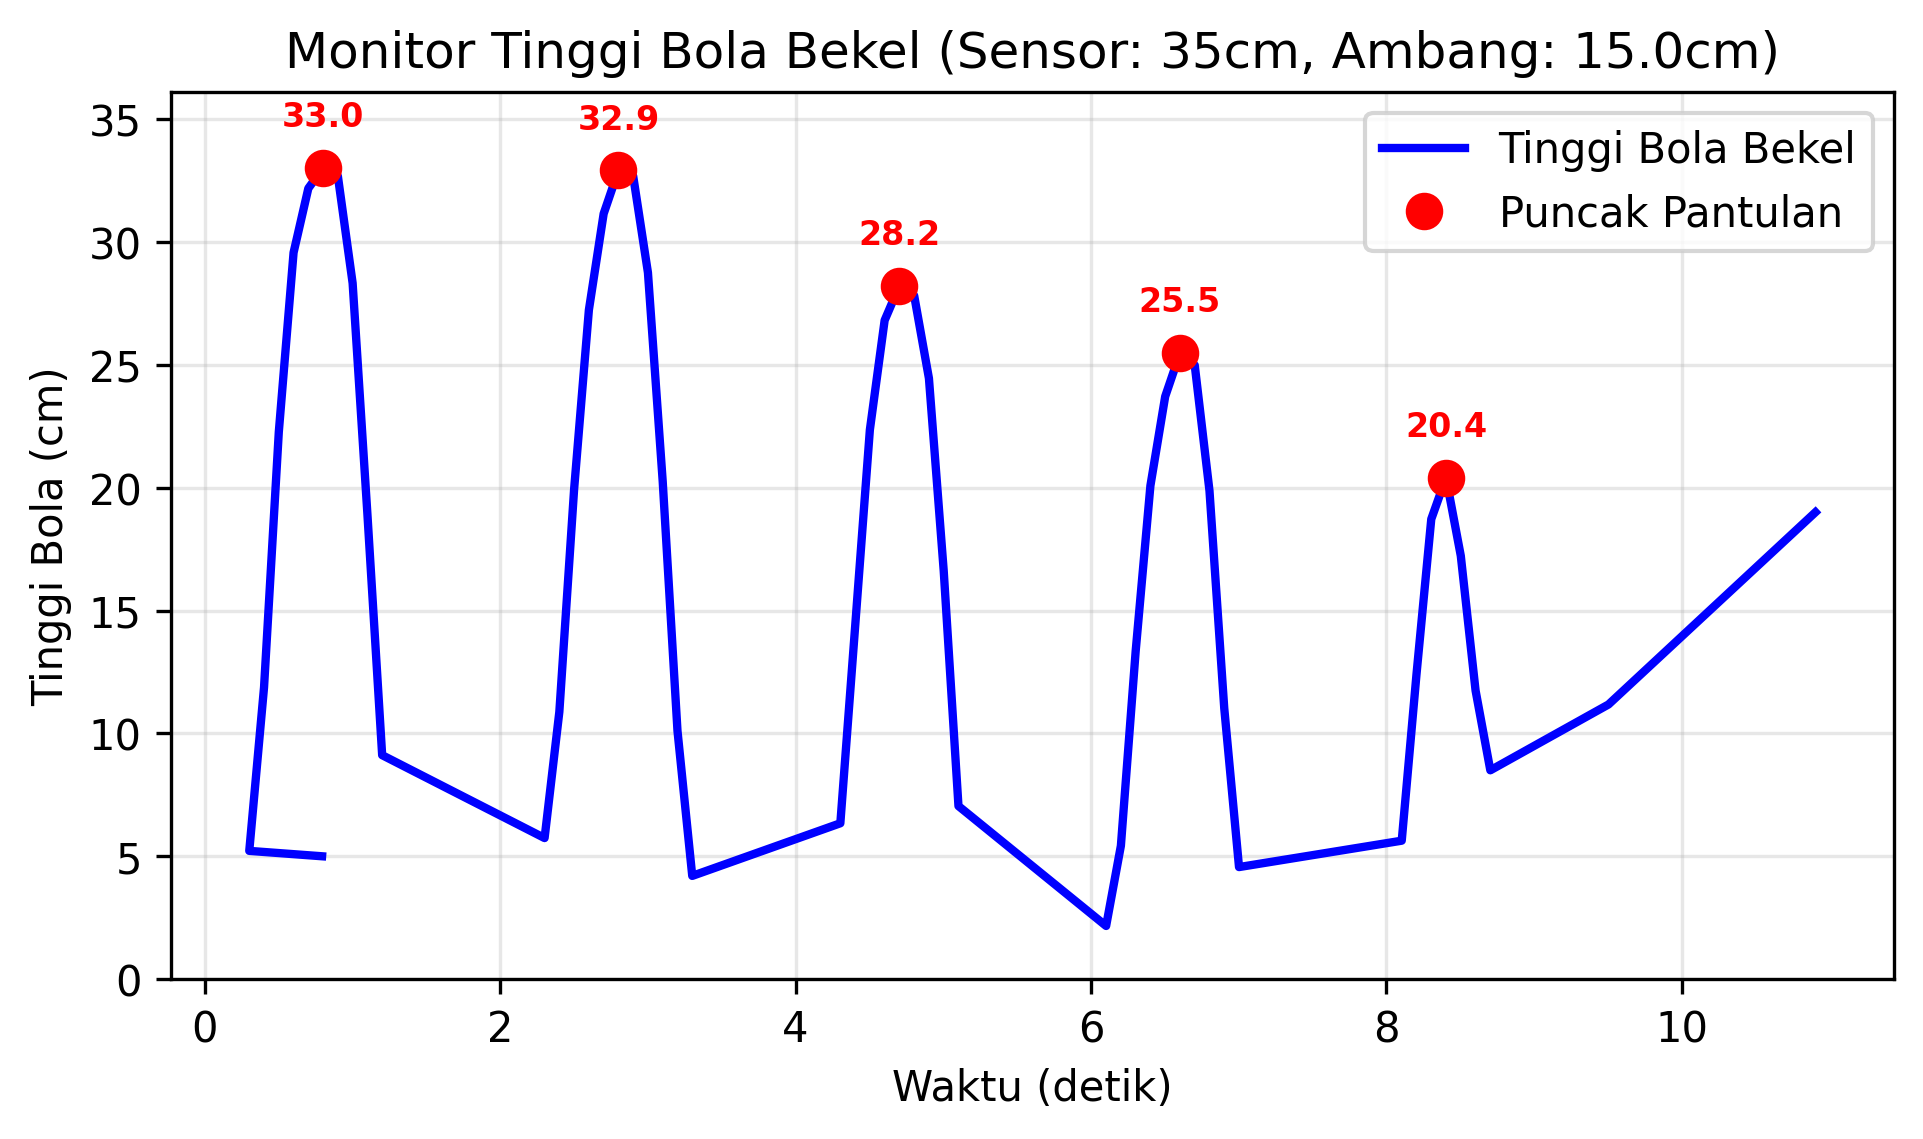 Monitor Tinggi Bola Bekel (Sensor: 35cm, Ambang: 15.0cm)
Tinggi Bola Bekel
Puncak Pantulan
33.0
32.9
28.2
25.5
20.4
Tinggi Bola (cm)
35
30
25
20
15
10
5
0
0 2 4 6 8 10
Waktu (detik)